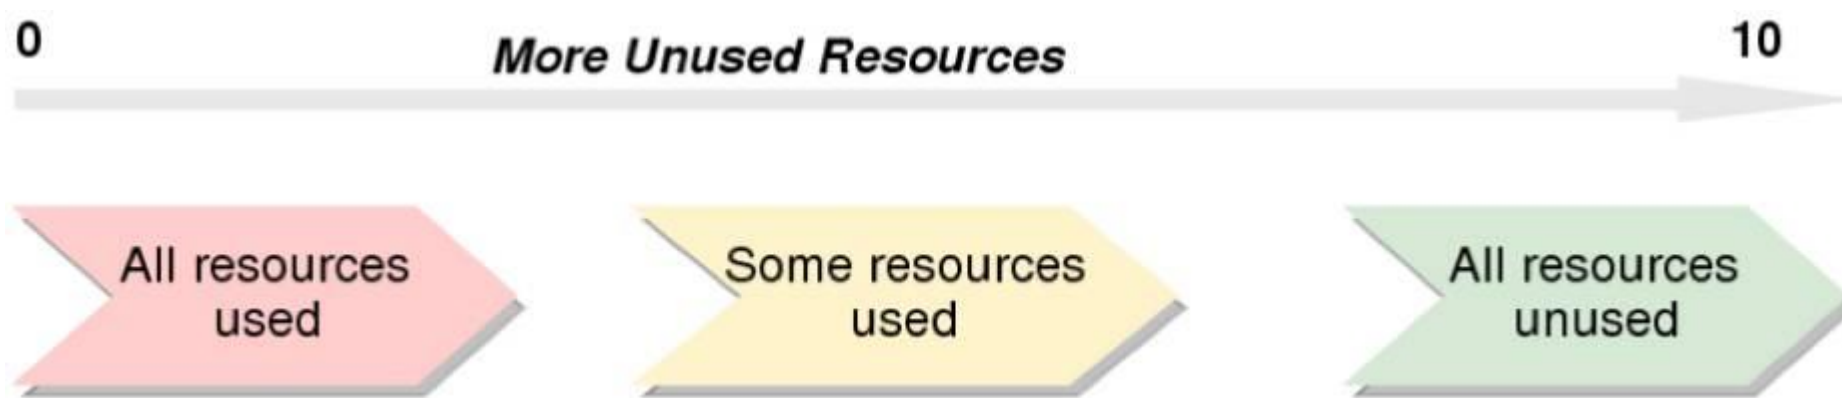 0
More Unused Resources
10
All resources
used
Some resources
used
All resources
unused